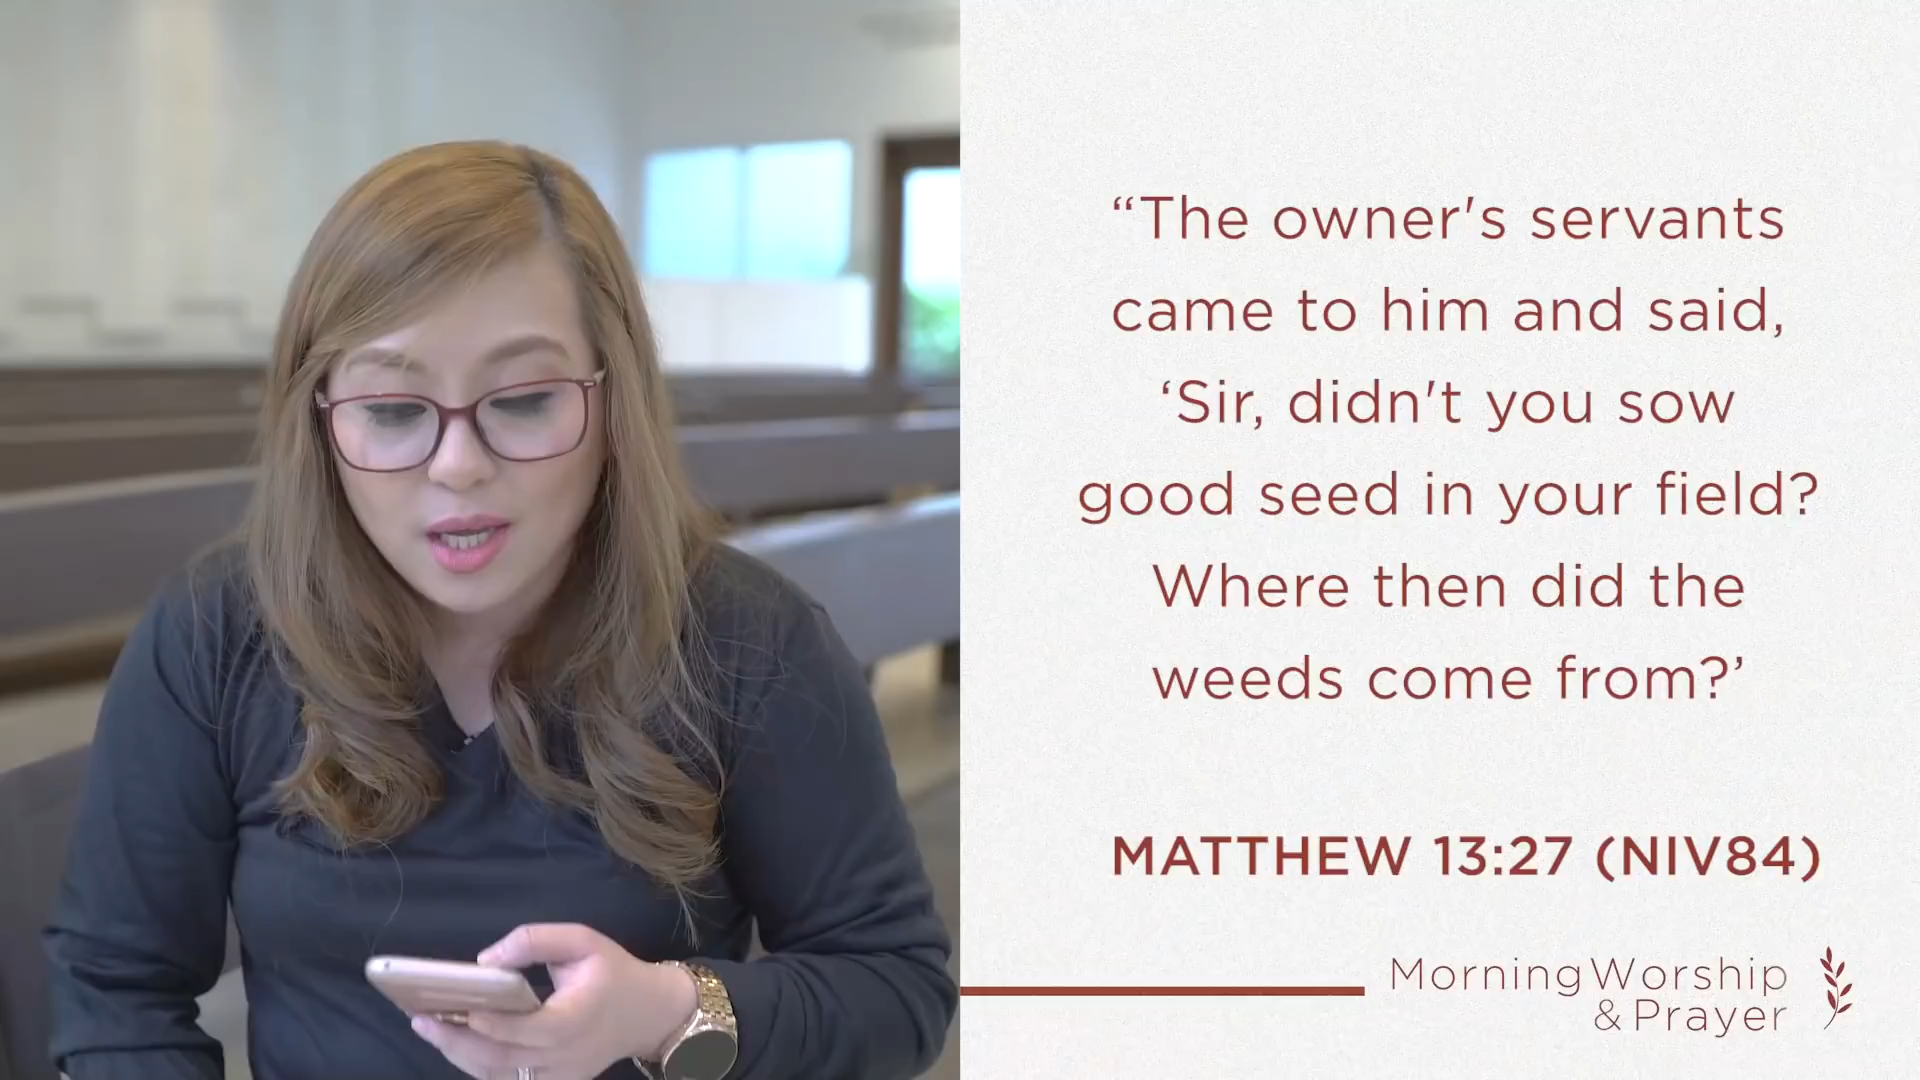 “The owner's servants
came to him and said,
‘Sir, didn't you sow
good seed in your field?
Where then did the
weeds come from?’
MATTHEW 13:27 (NIV84)
MorningWorship
& Prayer